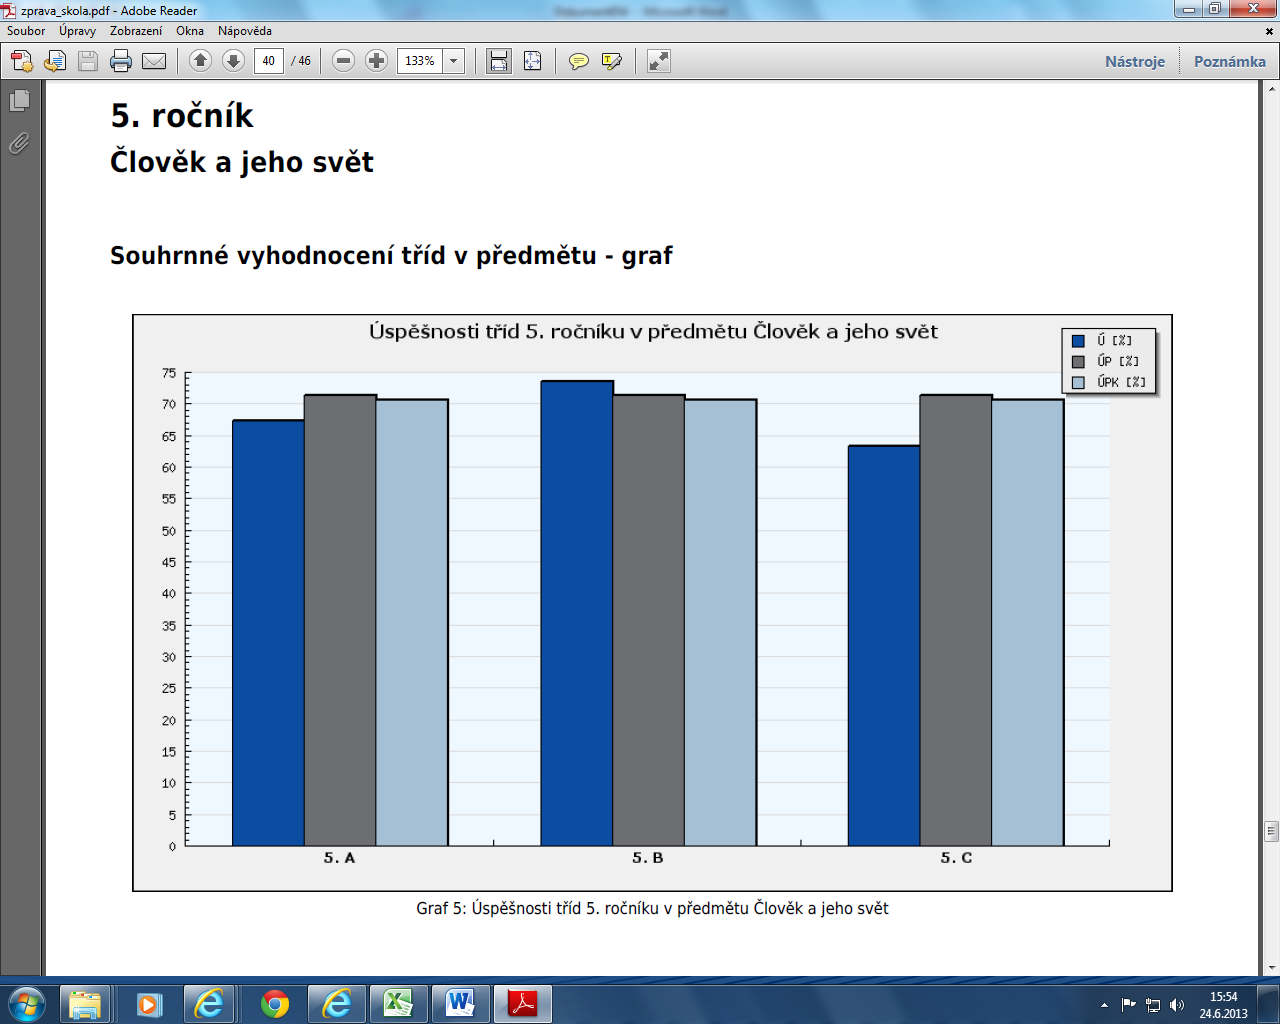 zprava_skola.pdf - Adobe Reader
Soubor Úpravy Zobrazení Okna Nápověda
40 / 46 133% Nástroje Poznámka
5. ročník
Člověk a jeho svět
Souhrnné vyhodnocení tříd v předmětu - graf
Úspěšnosti tříd 5. ročníku v předmětu Člověk a jeho svět
Ú [%]
ÚP [%]
ÚPK [%]
75
70
65
60
55
50
45
40
35
30
25
20
15
10
5
0
5. A 5. B 5. C
Graf 5: Úspěšnosti tříd 5. ročníku v předmětu Člověk a jeho svět
15:54
24.6.2013